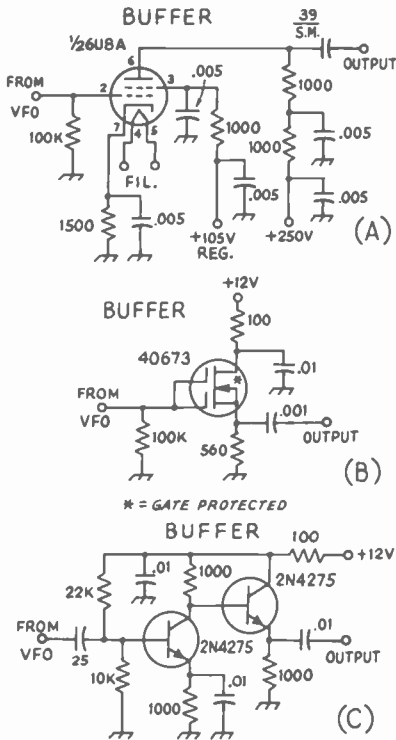 BUFFER
1/2 6U8A
39
S.M.
OUTPUT
6
FROM
VFO
2
3
.005
1000
100K
7
4
5
1000
1000
.005
FIL.
1500
.005
.005
.005
+105V
REG.
+250V
(A)
BUFFER
+12V
100
40673
*
.01
FROM
VFO
.001
OUTPUT
100K
560
(B)
* = GATE PROTECTED
BUFFER
100
+12V
.01
1000
2N4275
22K
FROM
VFO
25
2N4275
.01
OUTPUT
10K
.01
1000
1000
(C)